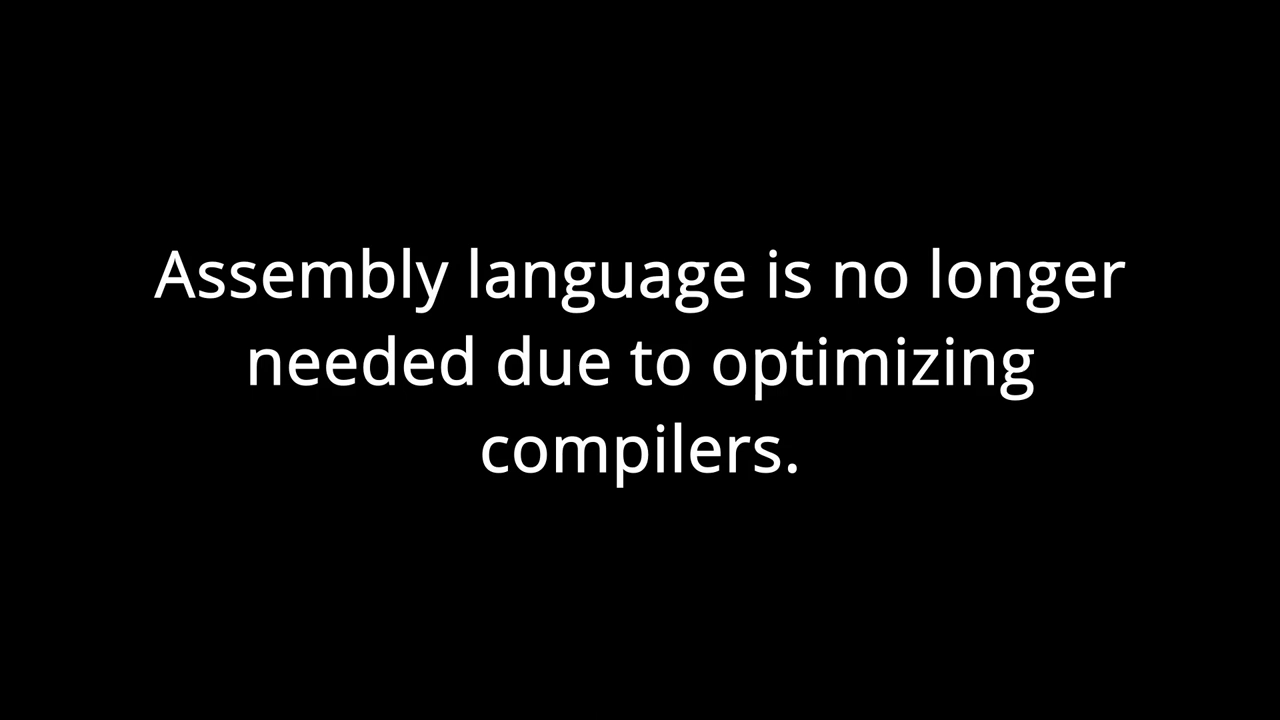 Assembly language is no longer
needed due to optimizing
compilers.